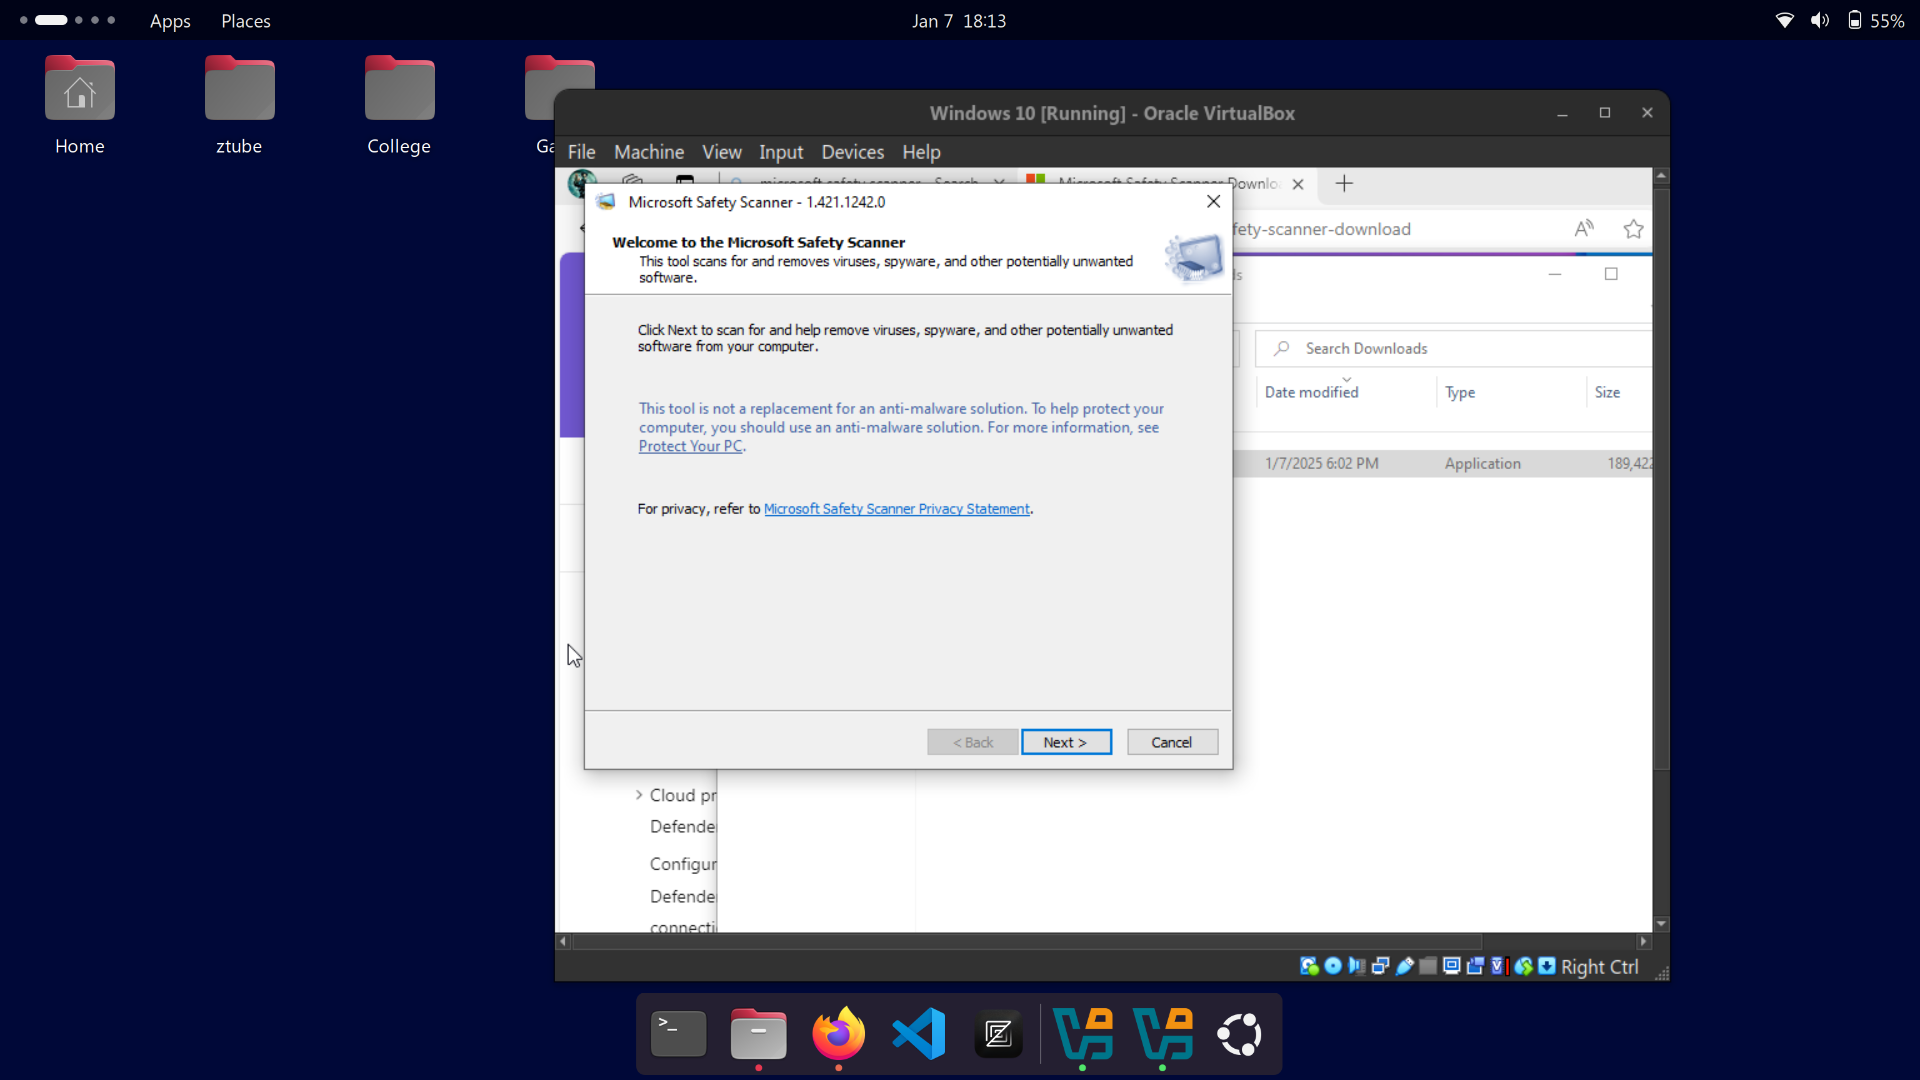 Apps Places Jan 7 18:13 55%
Home ztube College Ga
Windows 10 [Running] - Oracle VirtualBox
File Machine View Input Devices Help
microsoft safety scanner - Search Microsoft Safety Scanner Downlo
Microsoft Safety Scanner - 1.421.1242.0
fety-scanner-download
Welcome to the Microsoft Safety Scanner
This tool scans for and removes viruses, spyware, and other potentially unwanted
software.
ls
Click Next to scan for and help remove viruses, spyware, and other potentially unwanted
software from your computer.
Search Downloads
Date modified Type Size
This tool is not a replacement for an anti-malware solution. To help protect your
computer, you should use an anti-malware solution. For more information, see
Protect Your PC.
1/7/2025 6:02 PM Application 189,422
For privacy, refer to Microsoft Safety Scanner Privacy Statement.
< Back Next > Cancel
Cloud pr
Defende
Configur
Defende
connecti
Right Ctrl